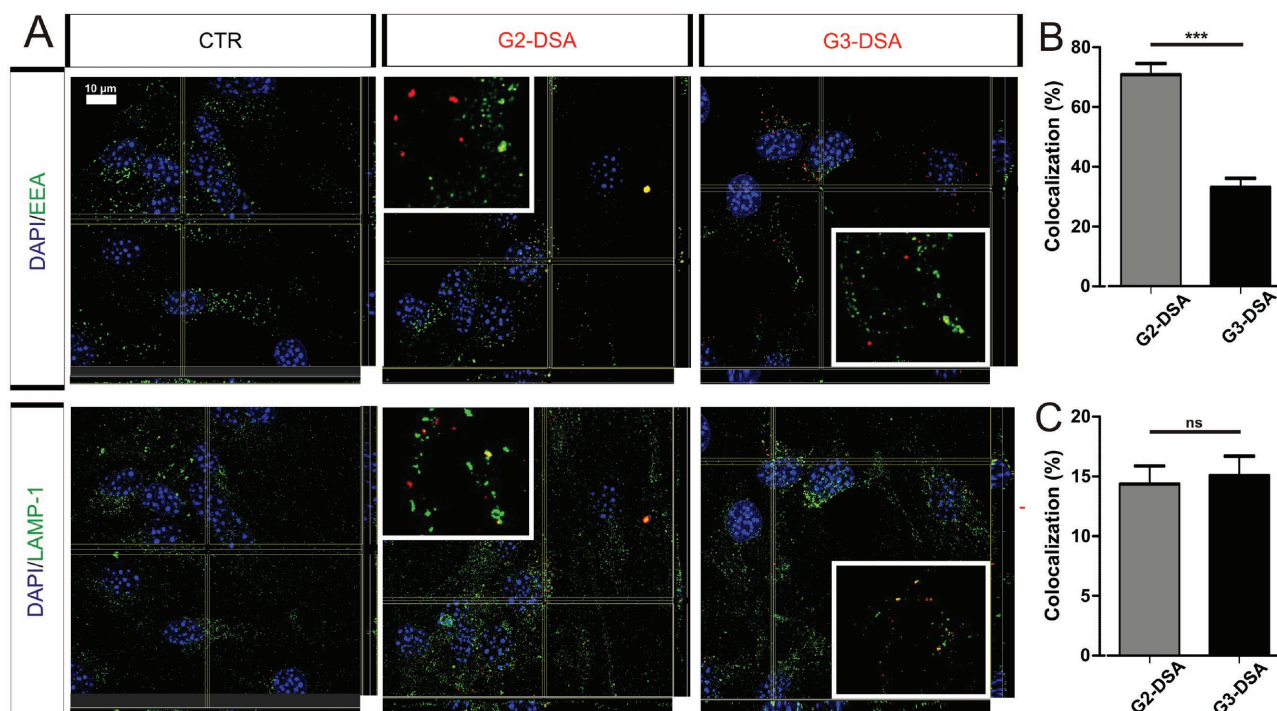 A
CTR
G2-DSA
G3-DSA
DAPI/EEA
10 µm
DAPI/LAMP-1
B
Colocalization (%)
80
60
40
20
0
***
G2-DSA
G3-DSA
C
Colocalization (%)
20
15
10
5
0
ns
G2-DSA
G3-DSA